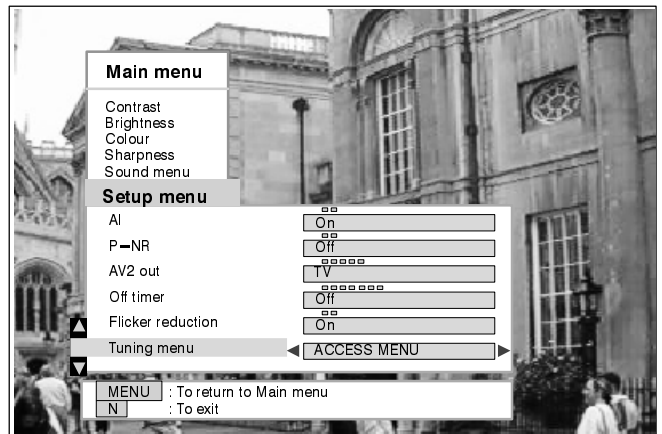 Main menu
Contrast
Brightness
Colour
Sharpness
Sound menu
Setup menu
AI On
P-NR Off
AV2 out TV
Off timer Off
Flicker reduction On
Tuning menu ACCESS MENU
MENU : To return to Main menu
N : To exit